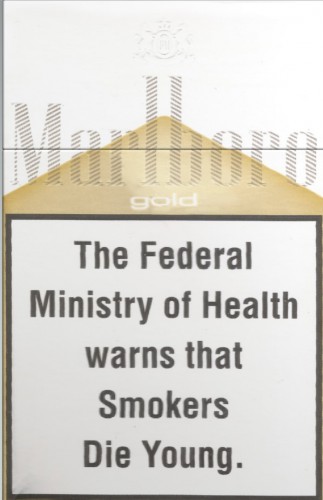 Marlboro
gold
The Federal
Ministry of Health
warns that
Smokers
Die Young.